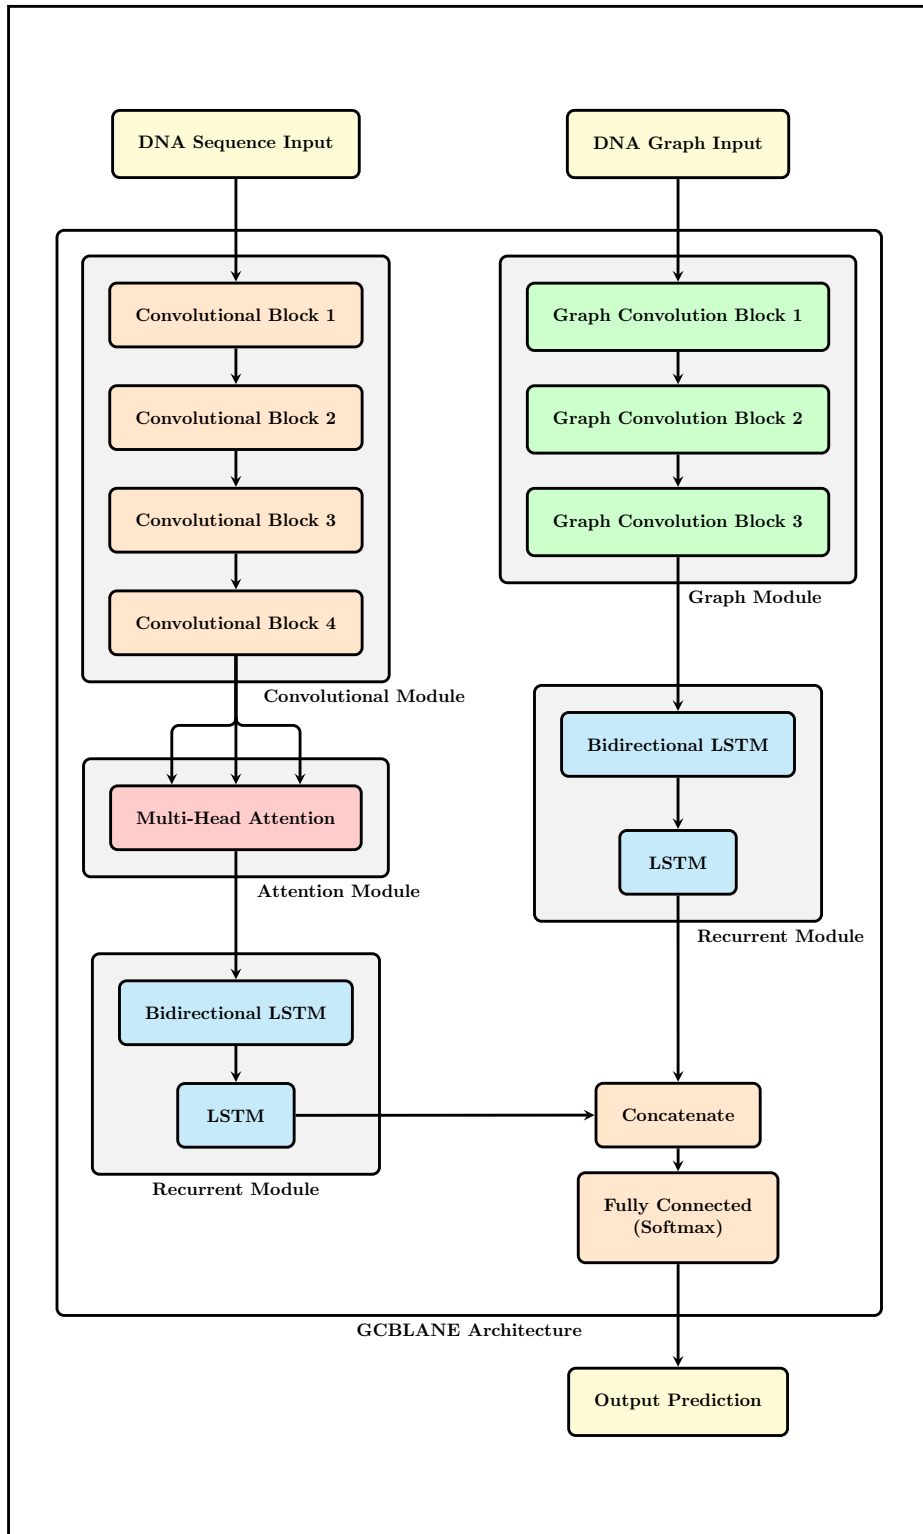 DNA Sequence Input
DNA Graph Input
Convolutional Block 1
Convolutional Block 2
Convolutional Block 3
Convolutional Block 4
Convolutional Module
Graph Convolution Block 1
Graph Convolution Block 2
Graph Convolution Block 3
Graph Module
Multi-Head Attention
Attention Module
Bidirectional LSTM
LSTM
Recurrent Module
Bidirectional LSTM
LSTM
Recurrent Module
Concatenate
Fully Connected
(Softmax)
GCBLANE Architecture
Output Prediction